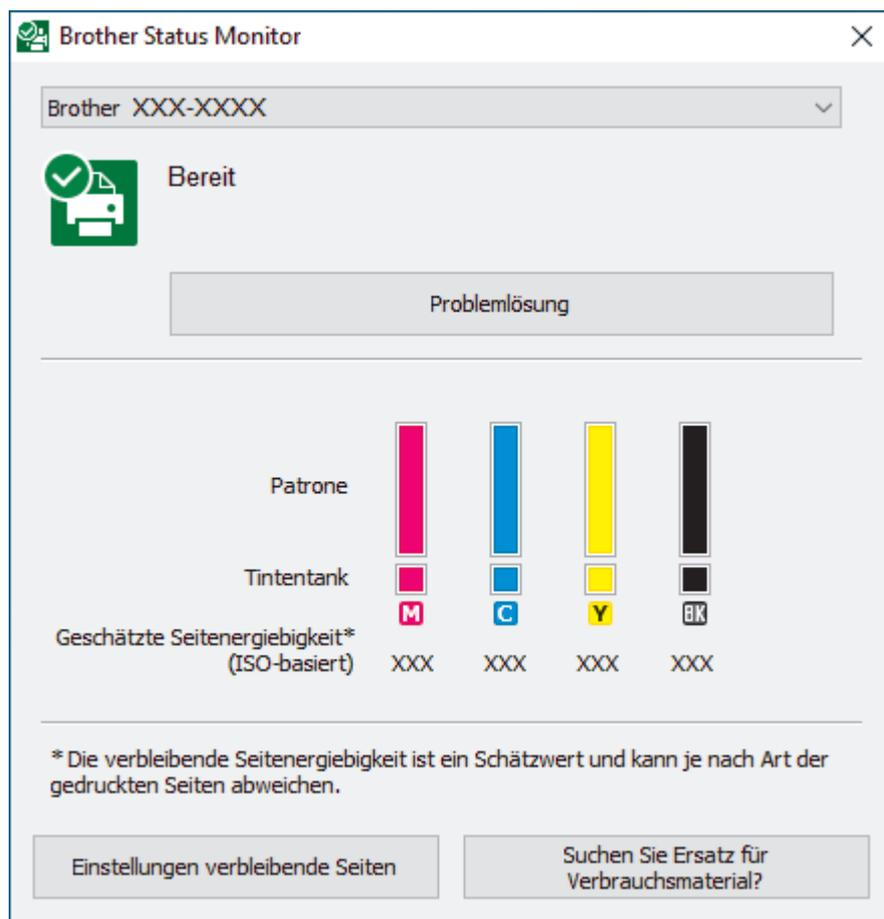 Brother Status Monitor
Brother XXX-XXXX
Bereit
Problemlösung
Patrone
Tintentank
M C Y BK
Geschätzte Seitenergiebigkeit*
(ISO-basiert) XXX XXX XXX XXX
* Die verbleibende Seitenergiebigkeit ist ein Schätzwert und kann je nach Art der
gedruckten Seiten abweichen.
Einstellungen verbleibende Seiten
Suchen Sie Ersatz für
Verbrauchsmaterial?